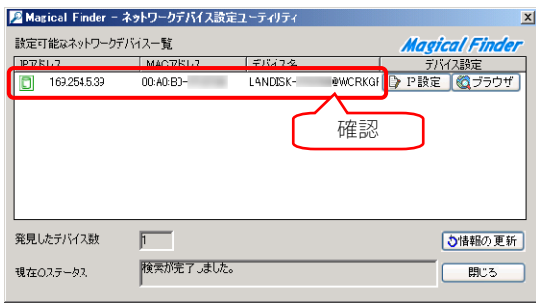 Magical Finder - ネットワークデバイス設定ユーティリティ
設定可能なネットワークデバイス一覧
Magical Finder
IPアドレス MACアドレス デバイス名 デバイス設定
169.254.5.39 00:A0:B0- LANDISK- @WCRKGF IP設定 ブラウザ
確認
発見したデバイス数 1 情報の更新
現在のステータス 検索が完了しました。 閉じる